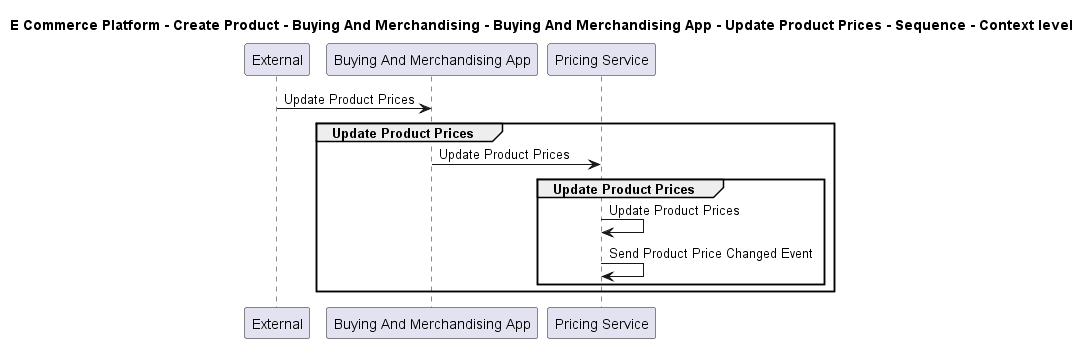 E Commerce Platform - Create Product - Buying And Merchandising - Buying And Merchandising App - Update Product Prices - Sequence - Context level
External
Buying And Merchandising App
Pricing Service
Update Product Prices
Update Product Prices
Update Product Prices
Update Product Prices
Update Product Prices
Send Product Price Changed Event
External
Buying And Merchandising App
Pricing Service